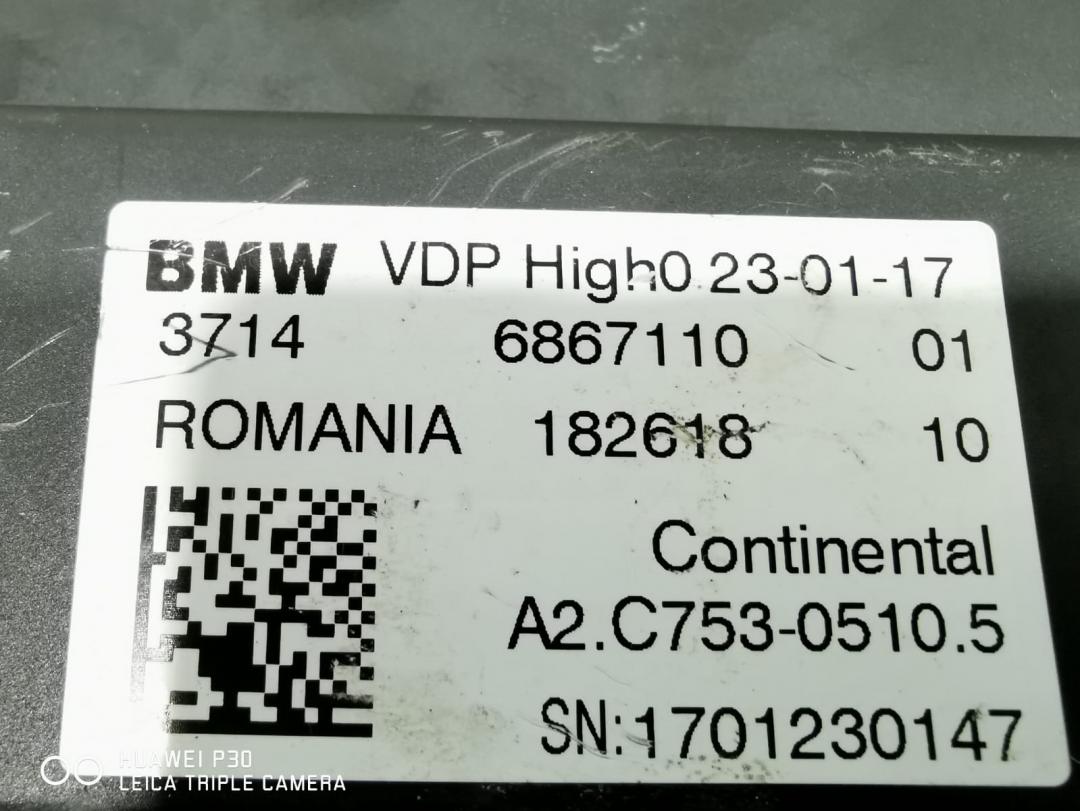 BMW VDP High0.23-01-17
3714 6867110 01
ROMANIA 182618 10
Continental
A2.C753-0510.5
SN:1701230147
HUAWEI P30
LEICA TRIPLE CAMERA